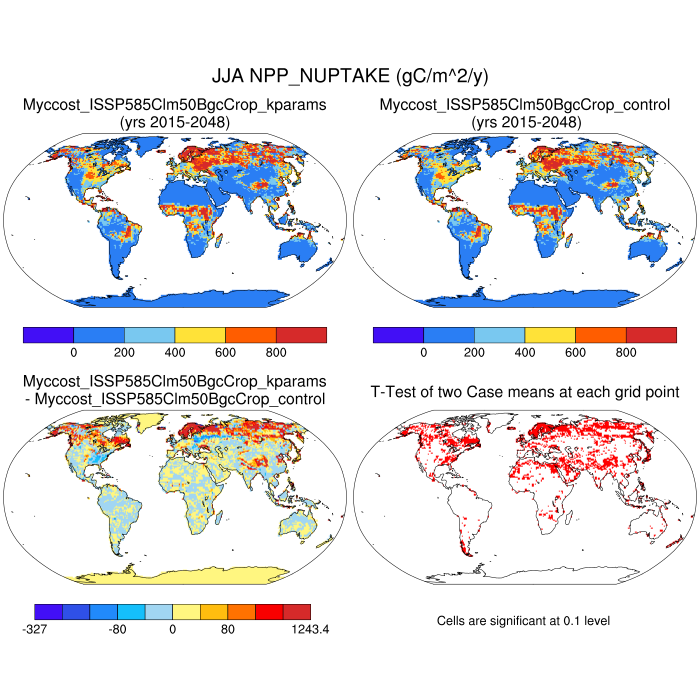 JJA NPP_NUPTAKE (gC/m^2/y)
Myccost_ISSP585Clm50BgcCrop_kparams
(yrs 2015-2048)
Myccost_ISSP585Clm50BgcCrop_control
(yrs 2015-2048)
0 200 400 600 800
0 200 400 600 800
Myccost_ISSP585Clm50BgcCrop_kparams
- Myccost_ISSP585Clm50BgcCrop_control
T-Test of two Case means at each grid point
-327 -80 0 80 1243.4
Cells are significant at 0.1 level